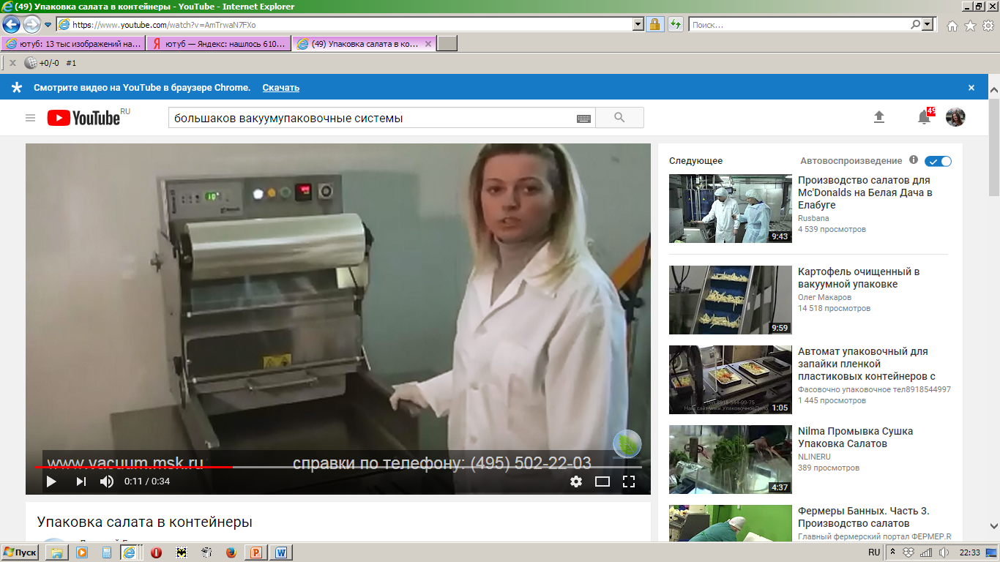 (49) Упаковка салата в контейнеры - YouTube - Internet Explorer
https://www.youtube.com/watch?v=AmTrwaN7FXo
Поиск...
ютуб: 13 тыс изображений на...
ютуб — Яндекс: нашлось 610...
(49) Упаковка салата в ко...
+0/-0 #1
Смотрите видео на YouTube в браузере Chrome. Скачать
YouTube RU
большаков вакуумупаковочные системы
49
10
www.vacuum.msk.ru
справки по телефону: (495) 502-22-03
0:11 / 0:34
Упаковка салата в контейнеры
Следующее
Автовоспроизведение
Производство салатов для
Mc'Donalds на Белая Дача в
Елабуге
Rusbana
4 539 просмотров
9:43
Картофель очищенный в
вакуумной упаковке
Олег Макаров
14 518 просмотров
9:59
Автомат упаковочный для
запайки пленкой
пластиковых контейнеров с
Фасовочно упаковочное тел8918544997
1 445 просмотров
тел 8918-544-99-75
1:05
Nilma Промывка Сушка
Упаковка Салатов
NLINERU
389 просмотров
4:37
Фермеры Банных. Часть 3.
Производство салатов
Главный фермерский портал ФЕРМЕР.R
Пуск
RU
22:33